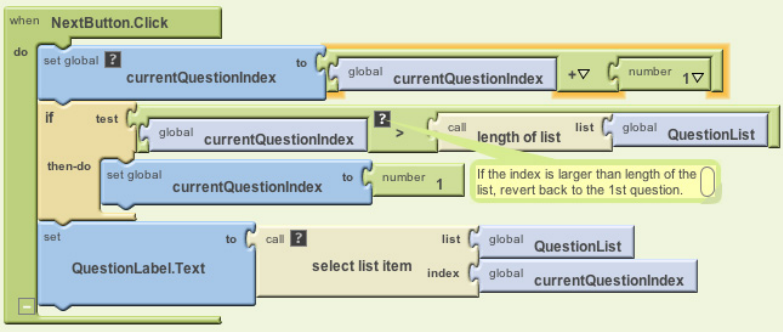 when NextButton.Click
do
set global ? currentQuestionIndex to global currentQuestionIndex + number 1
if test global currentQuestionIndex ? > call length of list list global QuestionList
then-do set global currentQuestionIndex to number 1
If the index is larger than length of the
list, revert back to the 1st question.
set QuestionLabel.Text to call ? select list item list global QuestionList
index global currentQuestionIndex